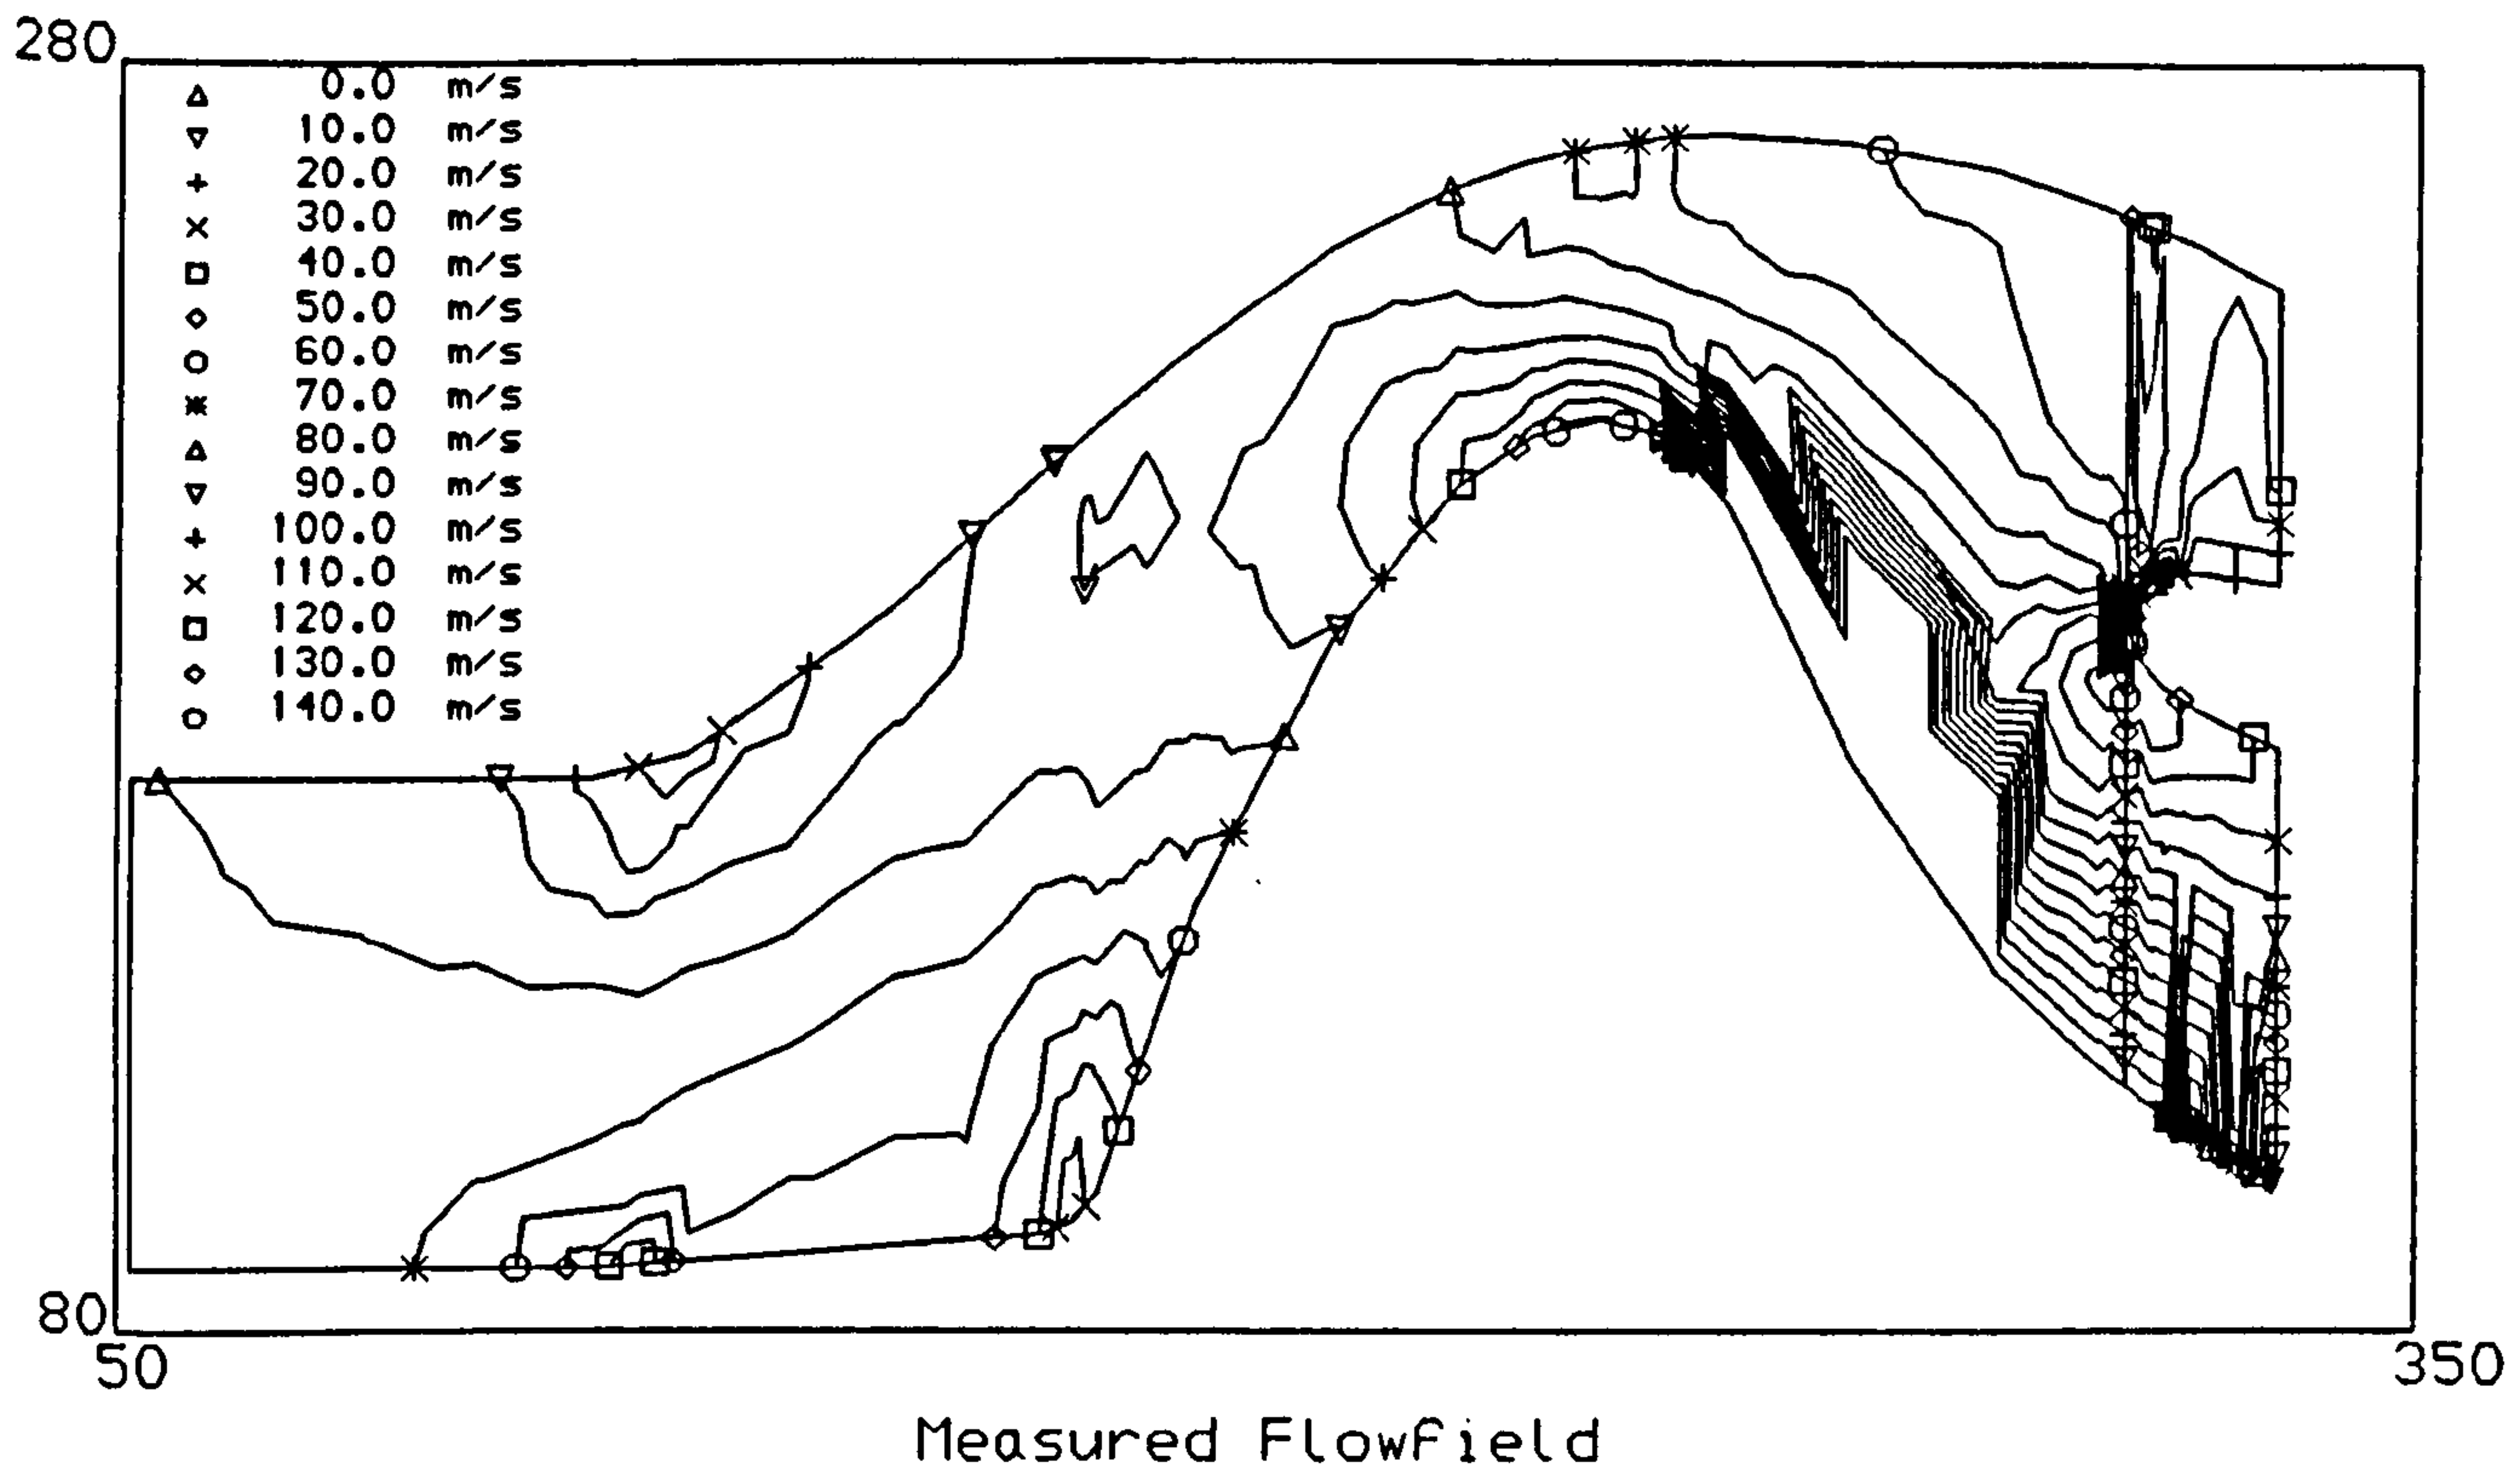 280
0.0 m/s
10.0 m/s
20.0 m/s
30.0 m/s
40.0 m/s
50.0 m/s
60.0 m/s
70.0 m/s
80.0 m/s
90.0 m/s
100.0 m/s
110.0 m/s
120.0 m/s
130.0 m/s
140.0 m/s
80
50 350
Measured Flowfield